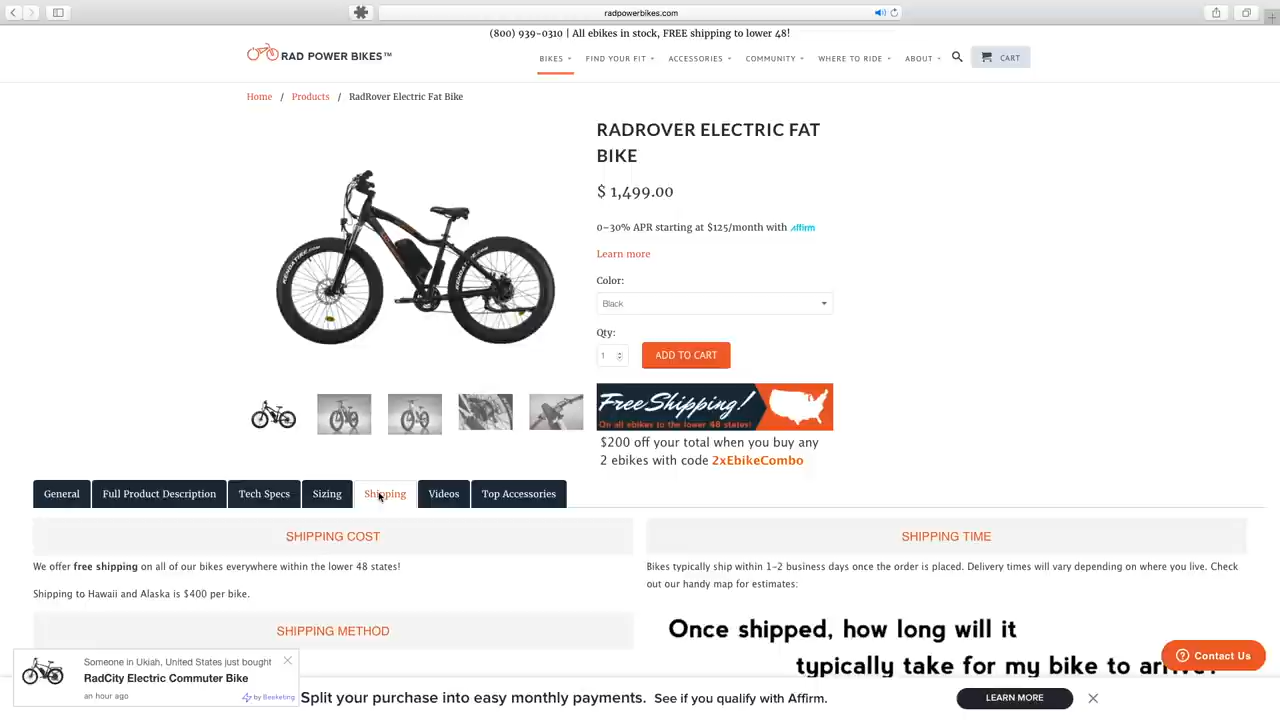 radpowerbikes.com
(800) 939-0310 | All ebikes in stock, FREE shipping to lower 48!
RAD POWER BIKES™
BIKES
FIND YOUR FIT
ACCESSORIES
COMMUNITY
WHERE TO RIDE
ABOUT
CART
Home / Products / RadRover Electric Fat Bike
RADROVER ELECTRIC FAT
BIKE
$ 1,499.00
0–30% APR starting at $125/month with affirm
Learn more
Color:
Black
Qty:
1
ADD TO CART
KENDA TIRE.COM
KENDA TIRE.COM
Free Shipping!
On all ebikes to the lower 48 states!
$200 off your total when you buy any
2 ebikes with code 2xEbikeCombo
General
Full Product Description
Tech Specs
Sizing
Shipping
Videos
Top Accessories
SHIPPING COST
We offer free shipping on all of our bikes everywhere within the lower 48 states!
Shipping to Hawaii and Alaska is $400 per bike.
SHIPPING METHOD
SHIPPING TIME
Bikes typically ship within 1-2 business days once the order is placed. Delivery times will vary depending on where you live. Check
out our handy map for estimates:
Once shipped, how long will it
typically take for my bike to arrive?
Contact Us
Someone in Ukiah, United States just bought
RadCity Electric Commuter Bike
an hour ago
by Beeketing
Split your purchase into easy monthly payments. See if you qualify with Affirm.
LEARN MORE